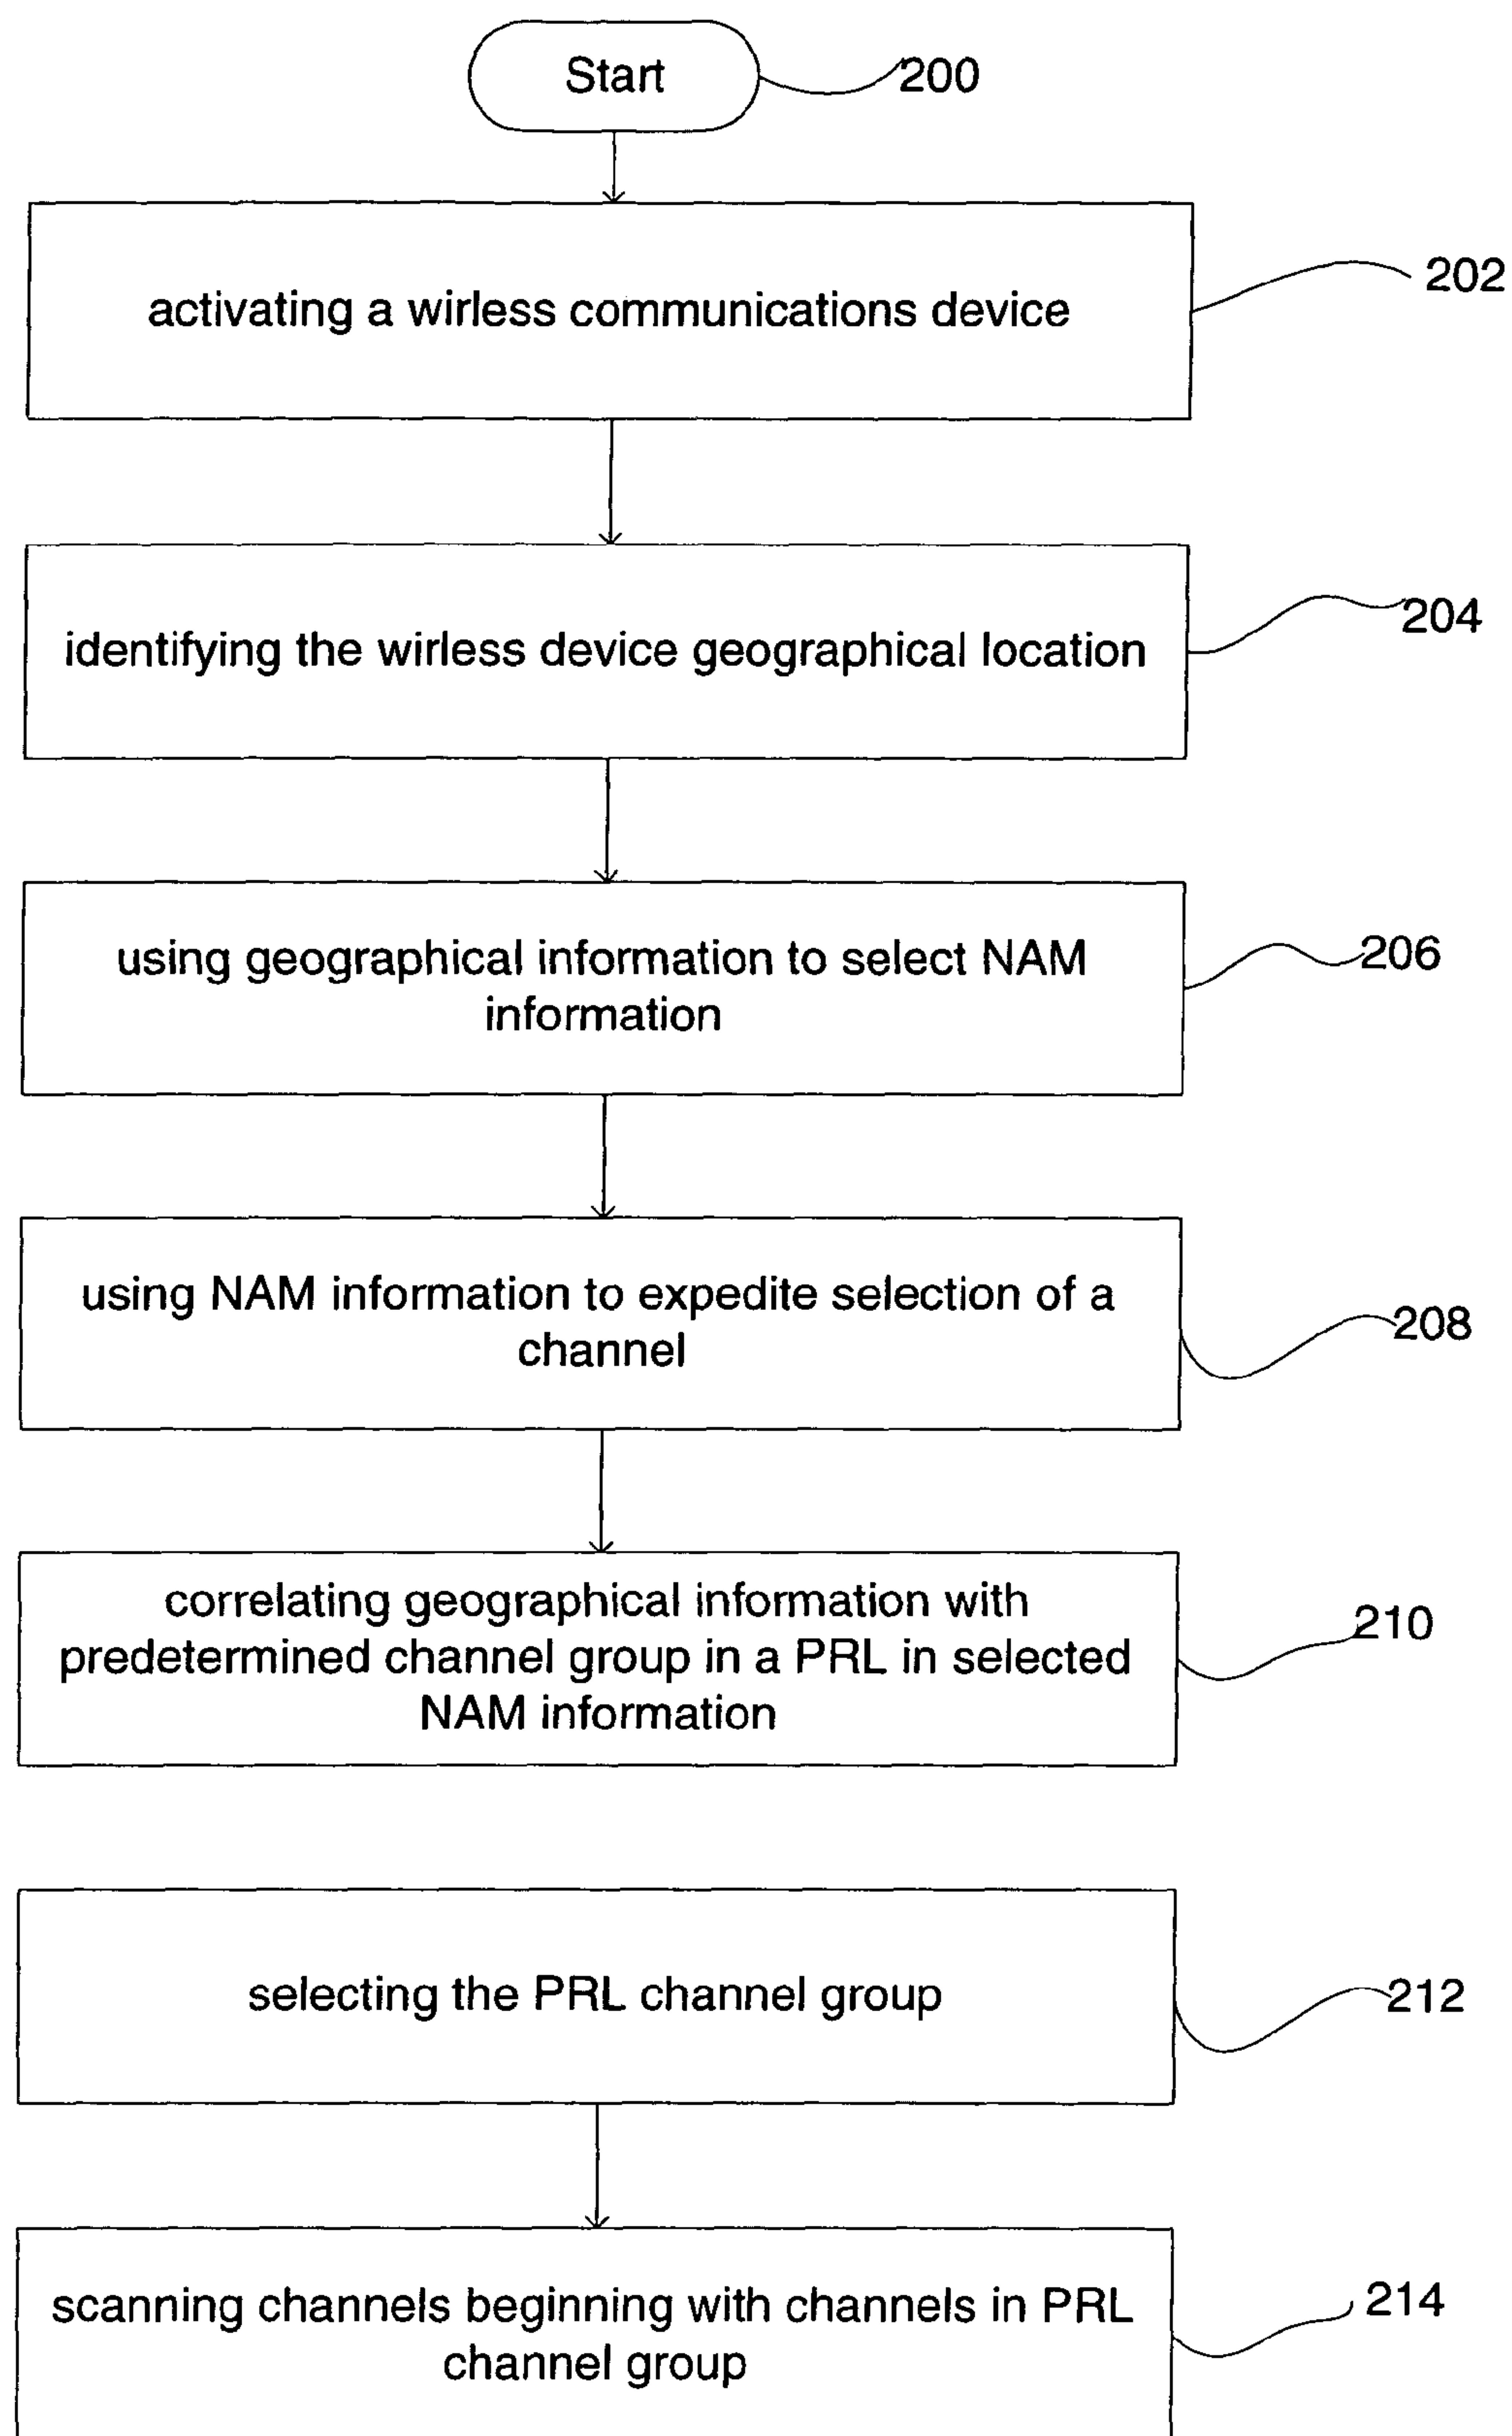 Start
200
activating a wirless communications device
202
identifying the wirless device geographical location
204
using geographical information to select NAM
information
206
using NAM information to expedite selection of a
channel
208
correlating geographical information with
predetermined channel group in a PRL in selected
NAM information
210
selecting the PRL channel group
212
scanning channels beginning with channels in PRL
channel group
214